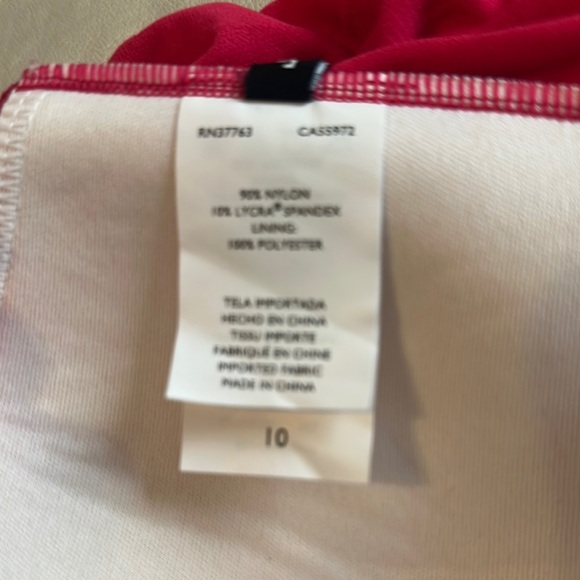 RN37763 CA55972
90% NYLON
10% LYCRA® SPANDEX
LINING:
100% POLYESTER
TELA IMPORTADA
HECHO EN CHINA
TISSU IMPORTE
FABRIQUÉ EN CHINE
IMPORTED FABRIC
MADE IN CHINA
10